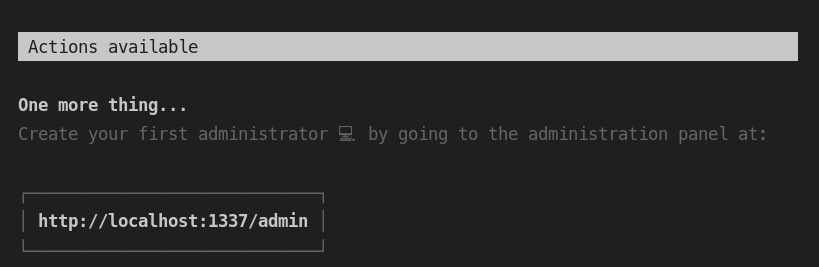 Actions available
One more thing...
Create your first administrator 💻 by going to the administration panel at:
http://localhost:1337/admin